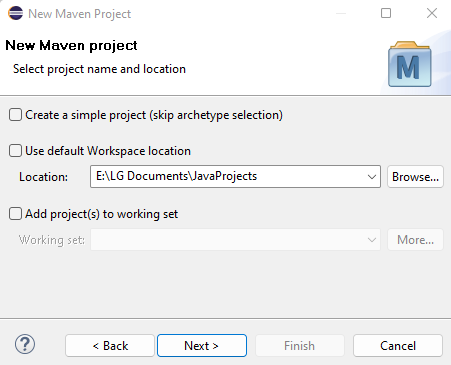 New Maven Project
New Maven project
Select project name and location
M
Create a simple project (skip archetype selection)
Use default Workspace location
Location: E:\LG Documents\JavaProjects Browse...
Add project(s) to working set
Working set: More...
? < Back Next > Finish Cancel